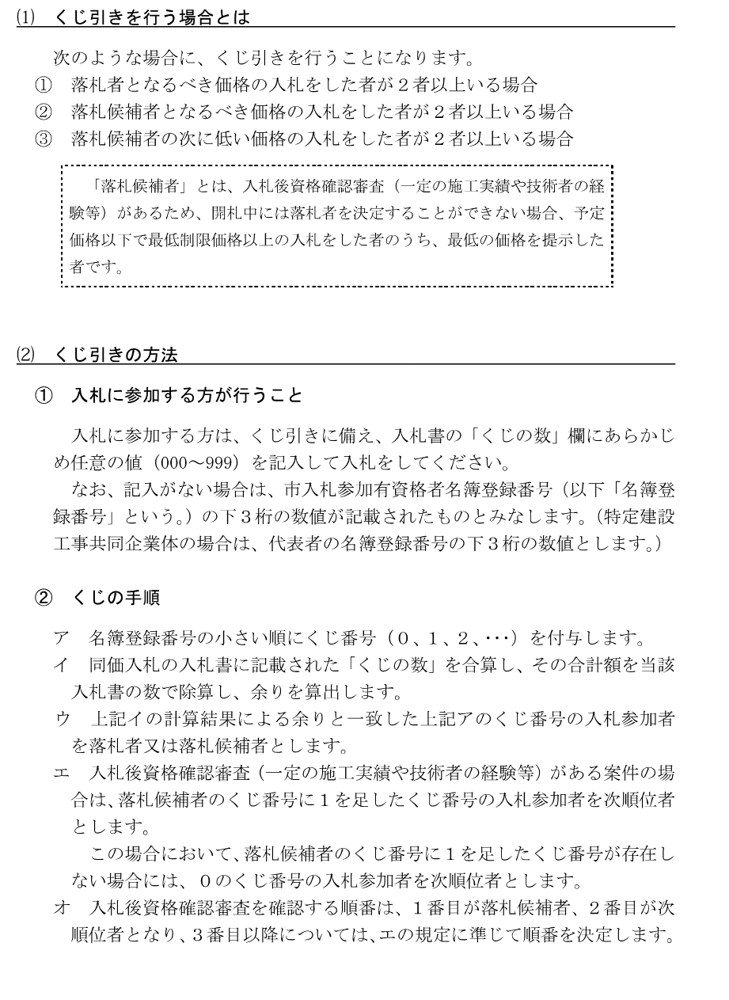 ⑴　くじ引きを行う場合とは
次のような場合に、くじ引きを行うことになります。
①　落札者となるべき価格の入札をした者が２者以上いる場合
②　落札候補者となるべき価格の入札をした者が２者以上いる場合
③　落札候補者の次に低い価格の入札をした者が２者以上いる場合
「落札候補者」とは、入札後資格確認審査（一定の施工実績や技術者の経
験等）があるため、開札中には落札者を決定することができない場合、予定
価格以下で最低制限価格以上の入札をした者のうち、最低の価格を提示した
者です。
⑵　くじ引きの方法
①　入札に参加する方が行うこと
入札に参加する方は、くじ引きに備え、入札書の「くじの数」欄にあらかじ
め任意の値（000～999）を記入して入札をしてください。
なお、記入がない場合は、市入札参加有資格者名簿登録番号（以下「名簿登
録番号」という。）の下３桁の数値が記載されたものとみなします。（特定建設
工事共同企業体の場合は、代表者の名簿登録番号の下３桁の数値とします。）
②　くじの手順
ア　名簿登録番号の小さい順にくじ番号（０、１、２、･･･）を付与します。
イ　同価入札の入札書に記載された「くじの数」を合算し、その合計額を当該
入札書の数で除算し、余りを算出します。
ウ　上記イの計算結果による余りと一致した上記アのくじ番号の入札参加者
を落札者又は落札候補者とします。
エ　入札後資格確認審査（一定の施工実績や技術者の経験等）がある案件の場
合は、落札候補者のくじ番号に１を足したくじ番号の入札参加者を次順位者
とします。
この場合において、落札候補者のくじ番号に１を足したくじ番号が存在し
ない場合には、０のくじ番号の入札参加者を次順位者とします。
オ　入札後資格確認審査を確認する順番は、１番目が落札候補者、２番目が次
順位者となり、３番目以降については、エの規定に準じて順番を決定します。